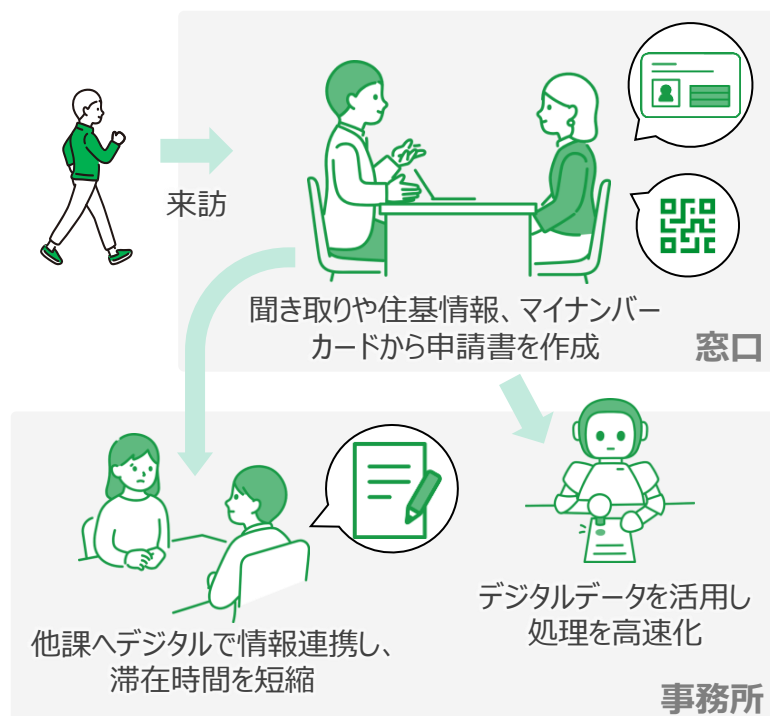 来訪
聞き取りや住基情報、マイナンバー
カードから申請書を作成
窓口
他課へデジタルで情報連携し、
滞在時間を短縮
デジタルデータを活用し
処理を高速化
事務所